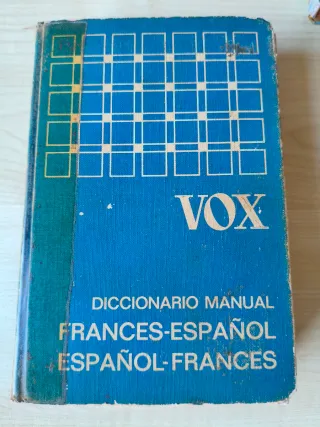 VOX
DICCIONARIO MANUAL
FRANCES-ESPAÑOL
ESPAÑOL-FRANCES